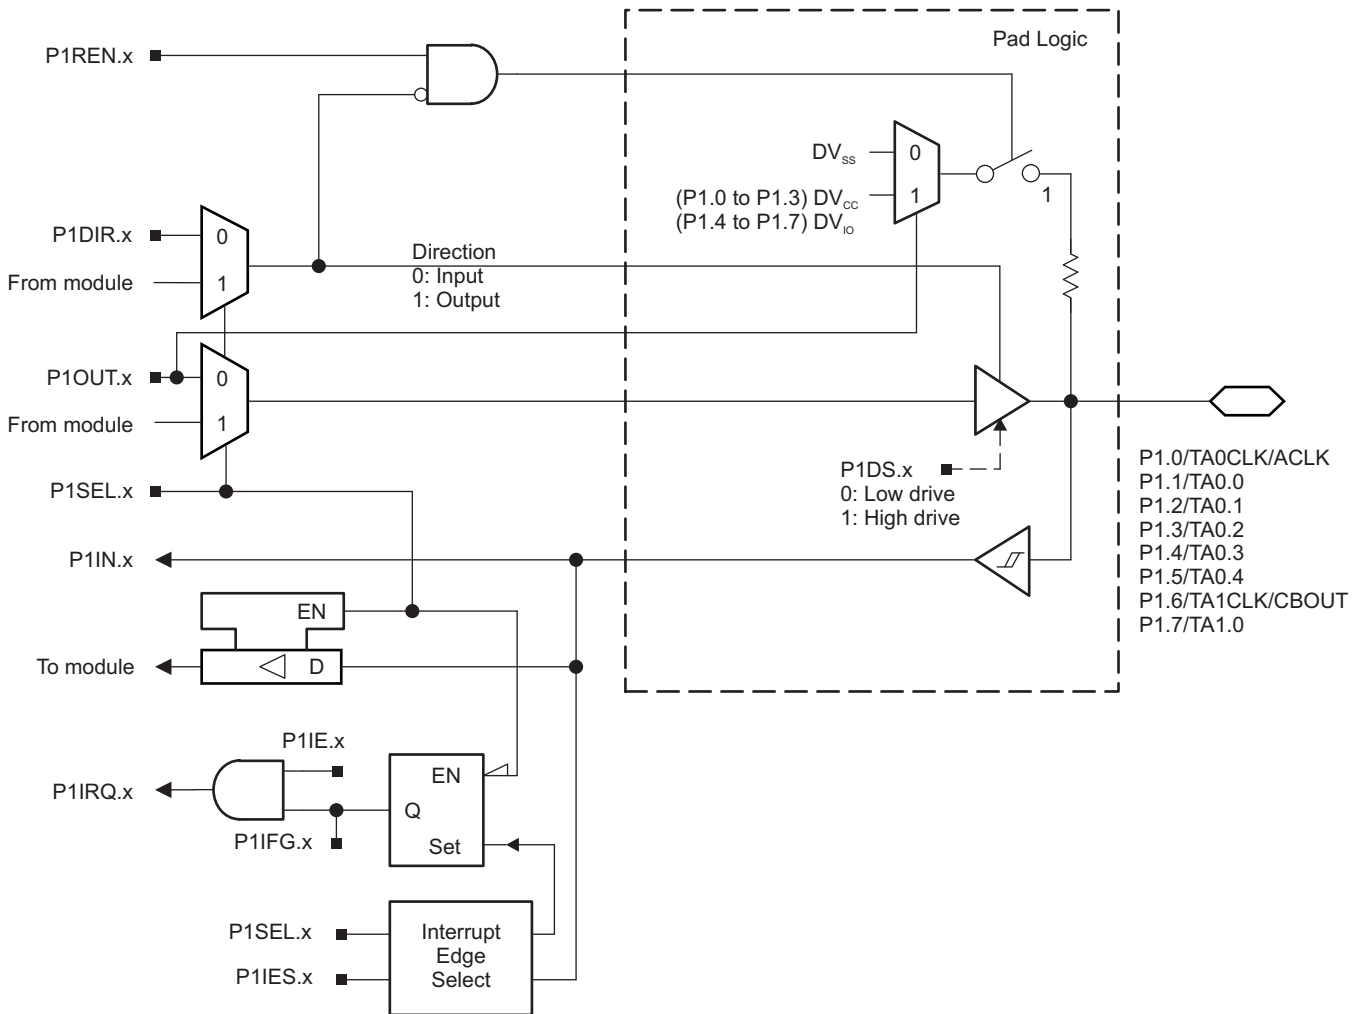 Pad Logic
P1REN.x
DVSS
0
(P1.0 to P1.3) DVCC
1
(P1.4 to P1.7) DVIO
1
P1DIR.x
0
From module
1
Direction
0: Input
1: Output
P1OUT.x
0
From module
1
P1SEL.x
P1DS.x
0: Low drive
1: High drive
P1.0/TA0CLK/ACLK
P1.1/TA0.0
P1.2/TA0.1
P1.3/TA0.2
P1.4/TA0.3
P1.5/TA0.4
P1.6/TA1CLK/CBOUT
P1.7/TA1.0
P1IN.x
EN
To module
D
P1IE.x
P1IRQ.x
EN
Q
P1IFG.x
Set
P1SEL.x
P1IES.x
Interrupt
Edge
Select